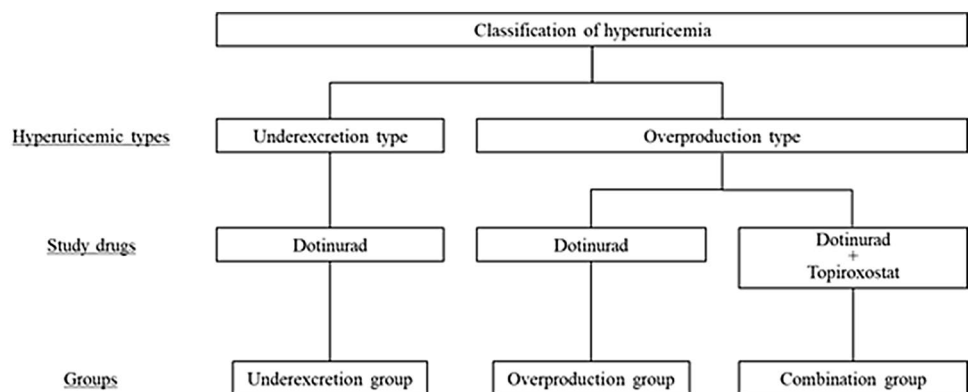 Classification of hyperuricemia
Hyperuricemic types
Underexcretion type
Overproduction type
Study drugs
Dotinurad
Dotinurad
Dotinurad
+
Topiroxostat
Groups
Underexcretion group
Overproduction group
Combination group